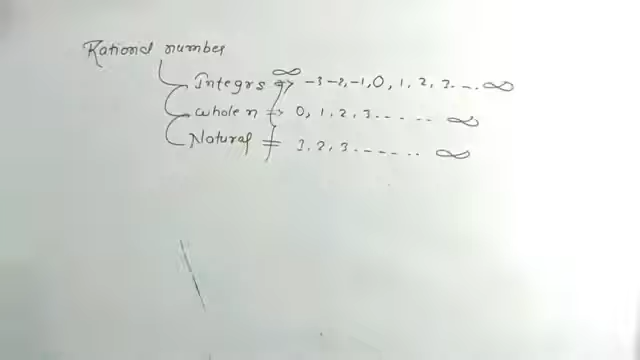 Rational number
Integrs ∞ => -3 -2, -1, 0, 1, 2, 3 - - .. ∞
whole n => 0, 1, 2, 3 . . . . . ∞
Natural = 1, 2, 3 . - - - . . . ∞